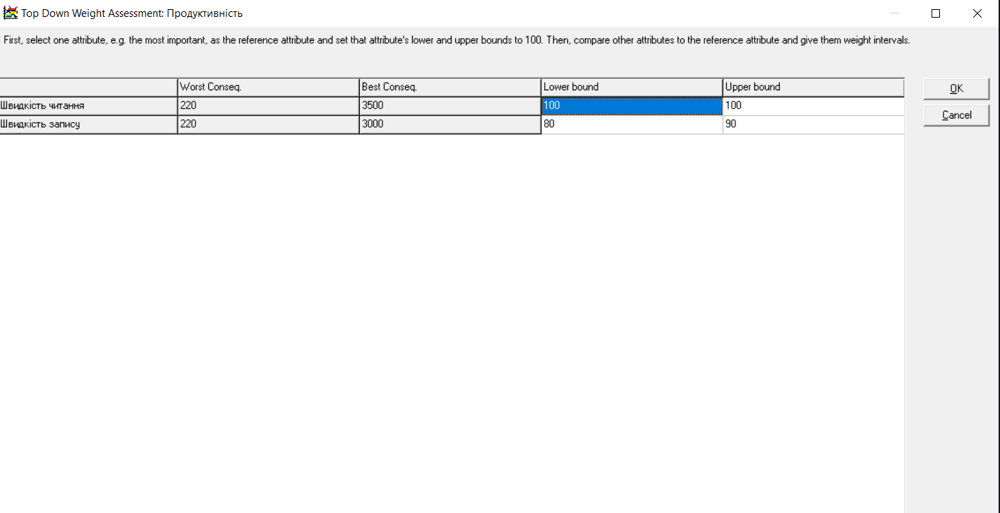 Top Down Weight Assessment: Продуктивність
First, select one attribute, e.g. the most important, as the reference attribute and set that attribute's lower and upper bounds to 100. Then, compare other attributes to the reference attribute and give them weight intervals.
Worst Conseq. Best Conseq. Lower bound Upper bound
Швидкість читання 220 3500 100 100
Швидкість запису 220 3000 80 90
OK
Cancel